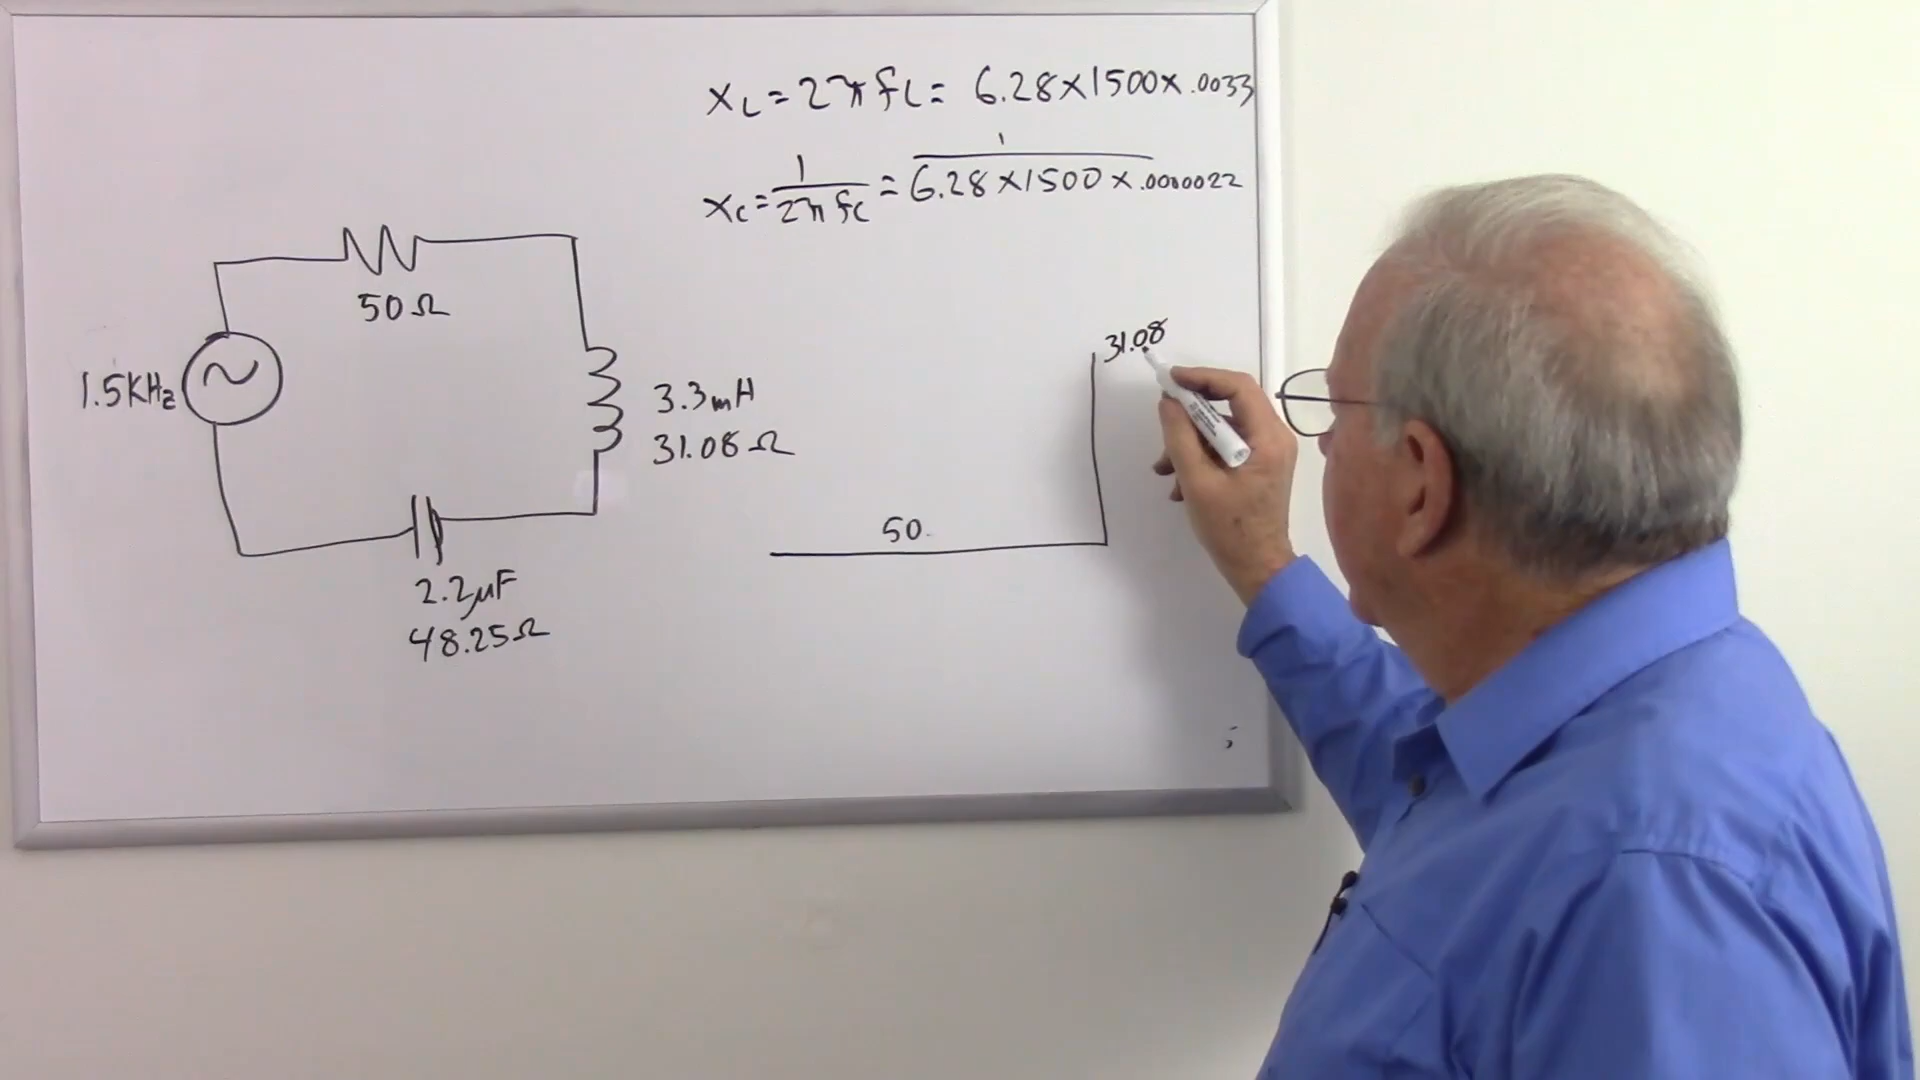 XL = 2πfL = 6.28×1500×.0033
XC = 1/2πfC = 1/6.28×1500×.0000022
50Ω
1.5KHz
3.3mH
31.08Ω
2.2µF
48.25Ω
31.08
50